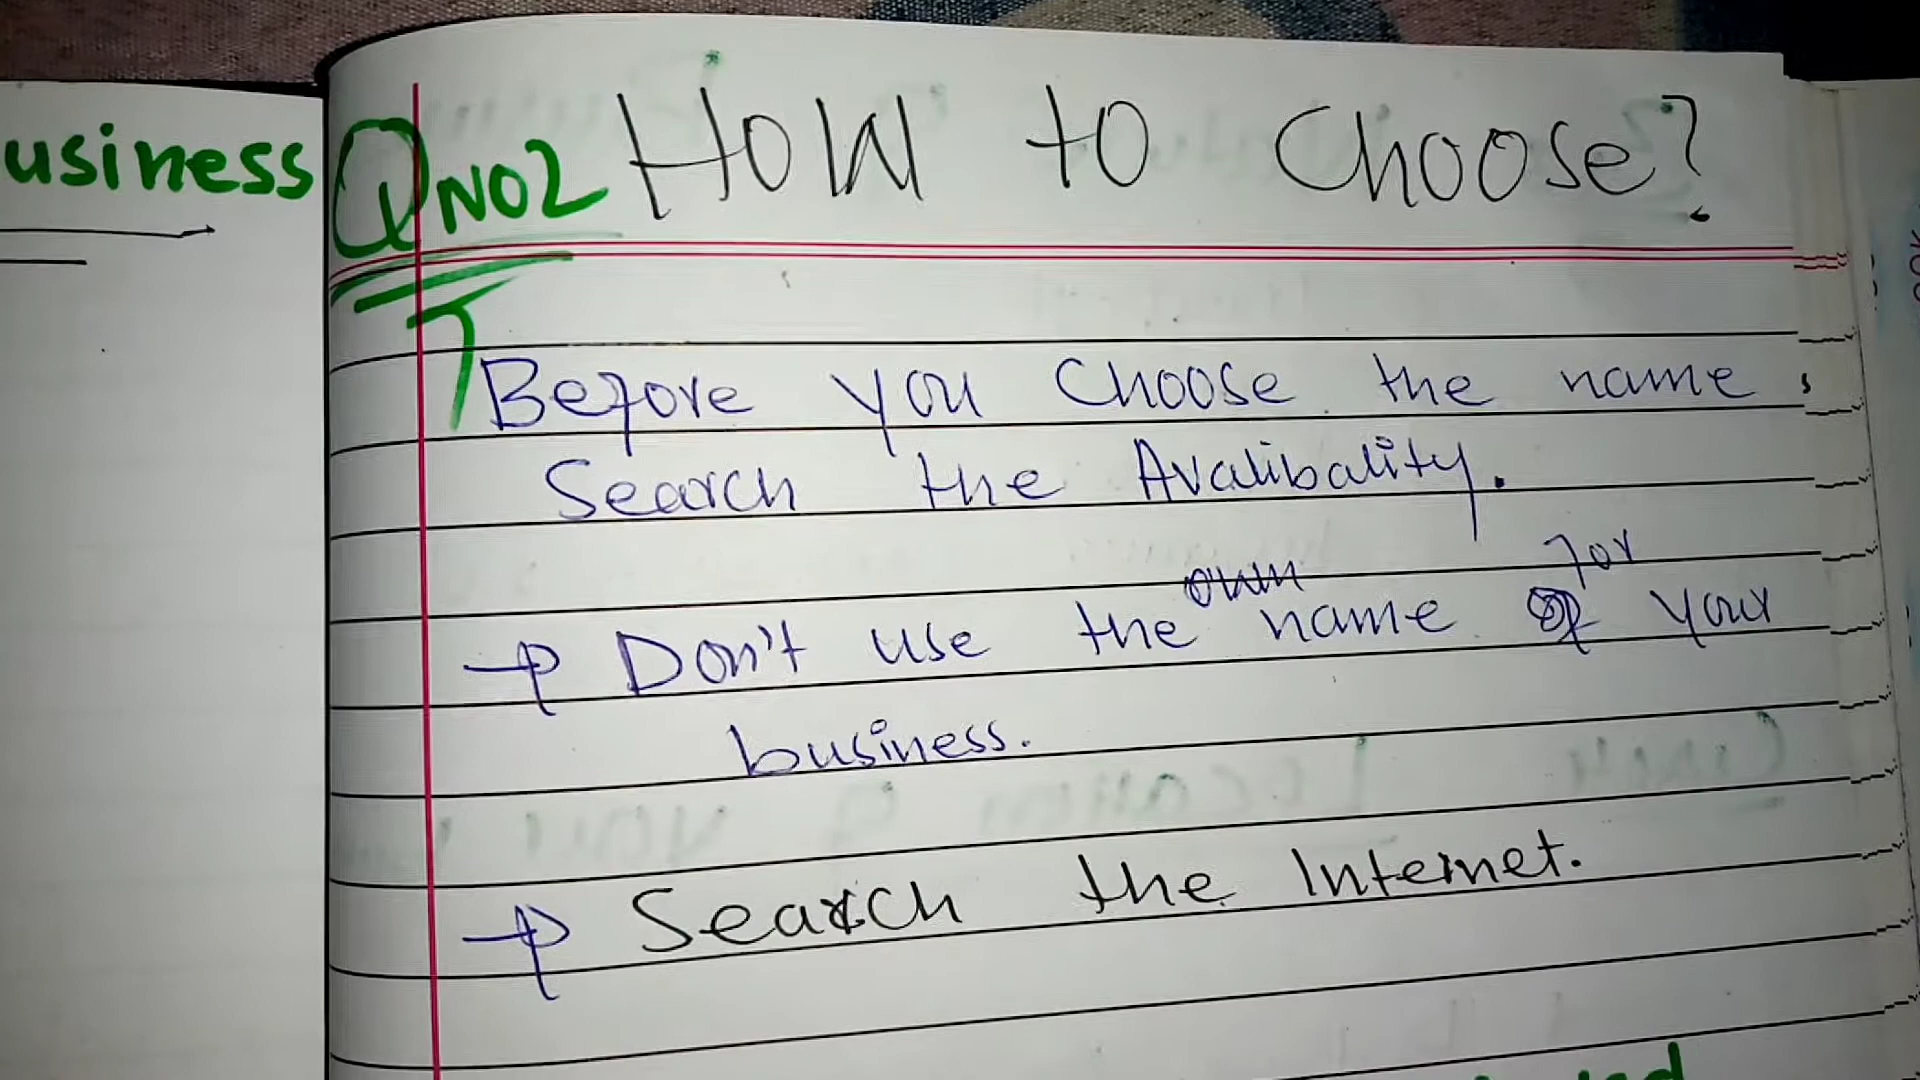 usiness
Q NO2 How to Choose?
Before you choose the name,
Search the Avalibality.
own for
→ Don't use the name of your
business.
→ Search the Internet.